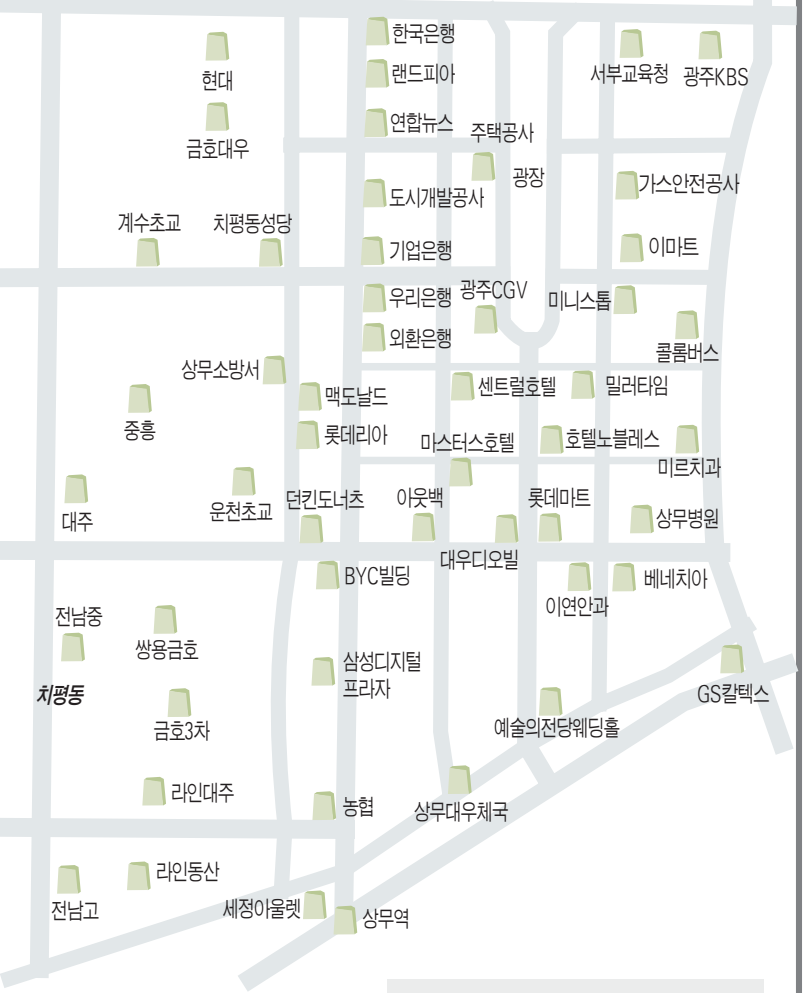 한국은행
현대
랜드피아
서부교육청
광주KBS
금호대우
연합뉴스
주택공사
광장
도시개발공사
가스안전공사
계수초교
치평동성당
기업은행
이마트
우리은행
광주CGV
미니스톱
외환은행
콜롬버스
상무소방서
맥도날드
센트럴호텔
밀러타임
중흥
롯데리아
마스터스호텔
호텔노블레스
미르치과
대주
운천초교
던킨도너츠
아웃백
롯데마트
상무병원
대우디오빌
BYC빌딩
이연안과
베네치아
전남중
쌍용금호
삼성디지털
프라자
치평동
GS칼텍스
금호3차
예술의전당웨딩홀
라인대주
농협
상무대우체국
라인동산
전남고
세정아울렛
상무역